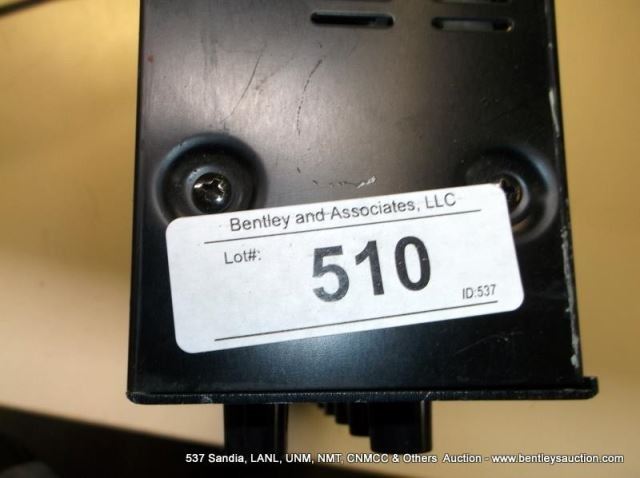 Bentley and Associates, LLC
Lot#:
510
ID:537
537 Sandia, LANL, UNM, NMT, CNMCC & Others Auction - www.bentleysauction.com